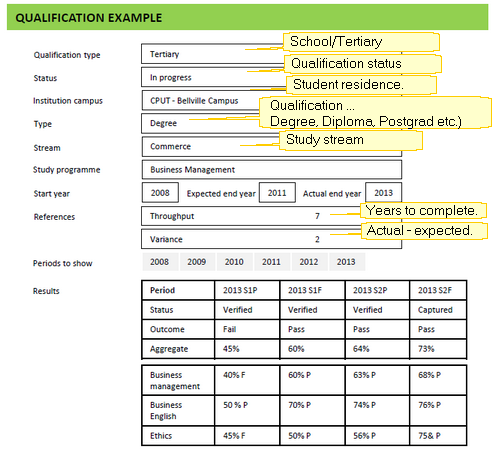 QUALIFICATION EXAMPLE
Qualification type Tertiary School/Tertiary
Status In progress Qualification status
Institution campus CPUT - Bellville Campus Student residence.
Type Degree Qualification ...
Degree, Diploma, Postgrad etc.)
Stream Commerce Study stream
Study programme Business Management
Start year 2008 Expected end year 2011 Actual end year 2013
References Throughput 7 Years to complete.
Variance 2 Actual - expected.
Periods to show 2008 2009 2010 2011 2012 2013
Results Period 2013 S1P 2013 S1F 2013 S2P 2013 S2F
Status Verified Verified Verified Captured
Outcome Fail Pass Pass Pass
Aggregate 45% 60% 64% 73%
Business management 40% F 60% P 63% P 68% P
Business English 50 % P 70% P 74% P 76% P
Ethics 45% F 50% P 56% P 75& P